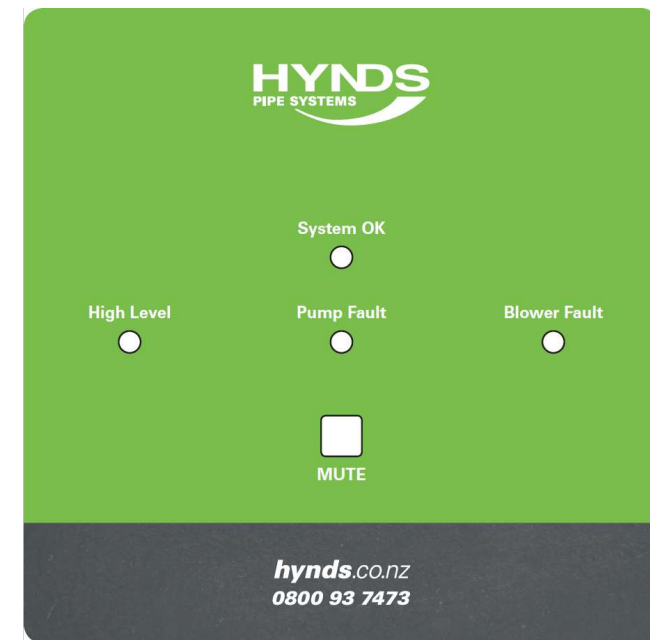 HYNDS
PIPE SYSTEMS
System OK
High Level
Pump Fault
Blower Fault
MUTE
hynds.co.nz
0800 93 7473